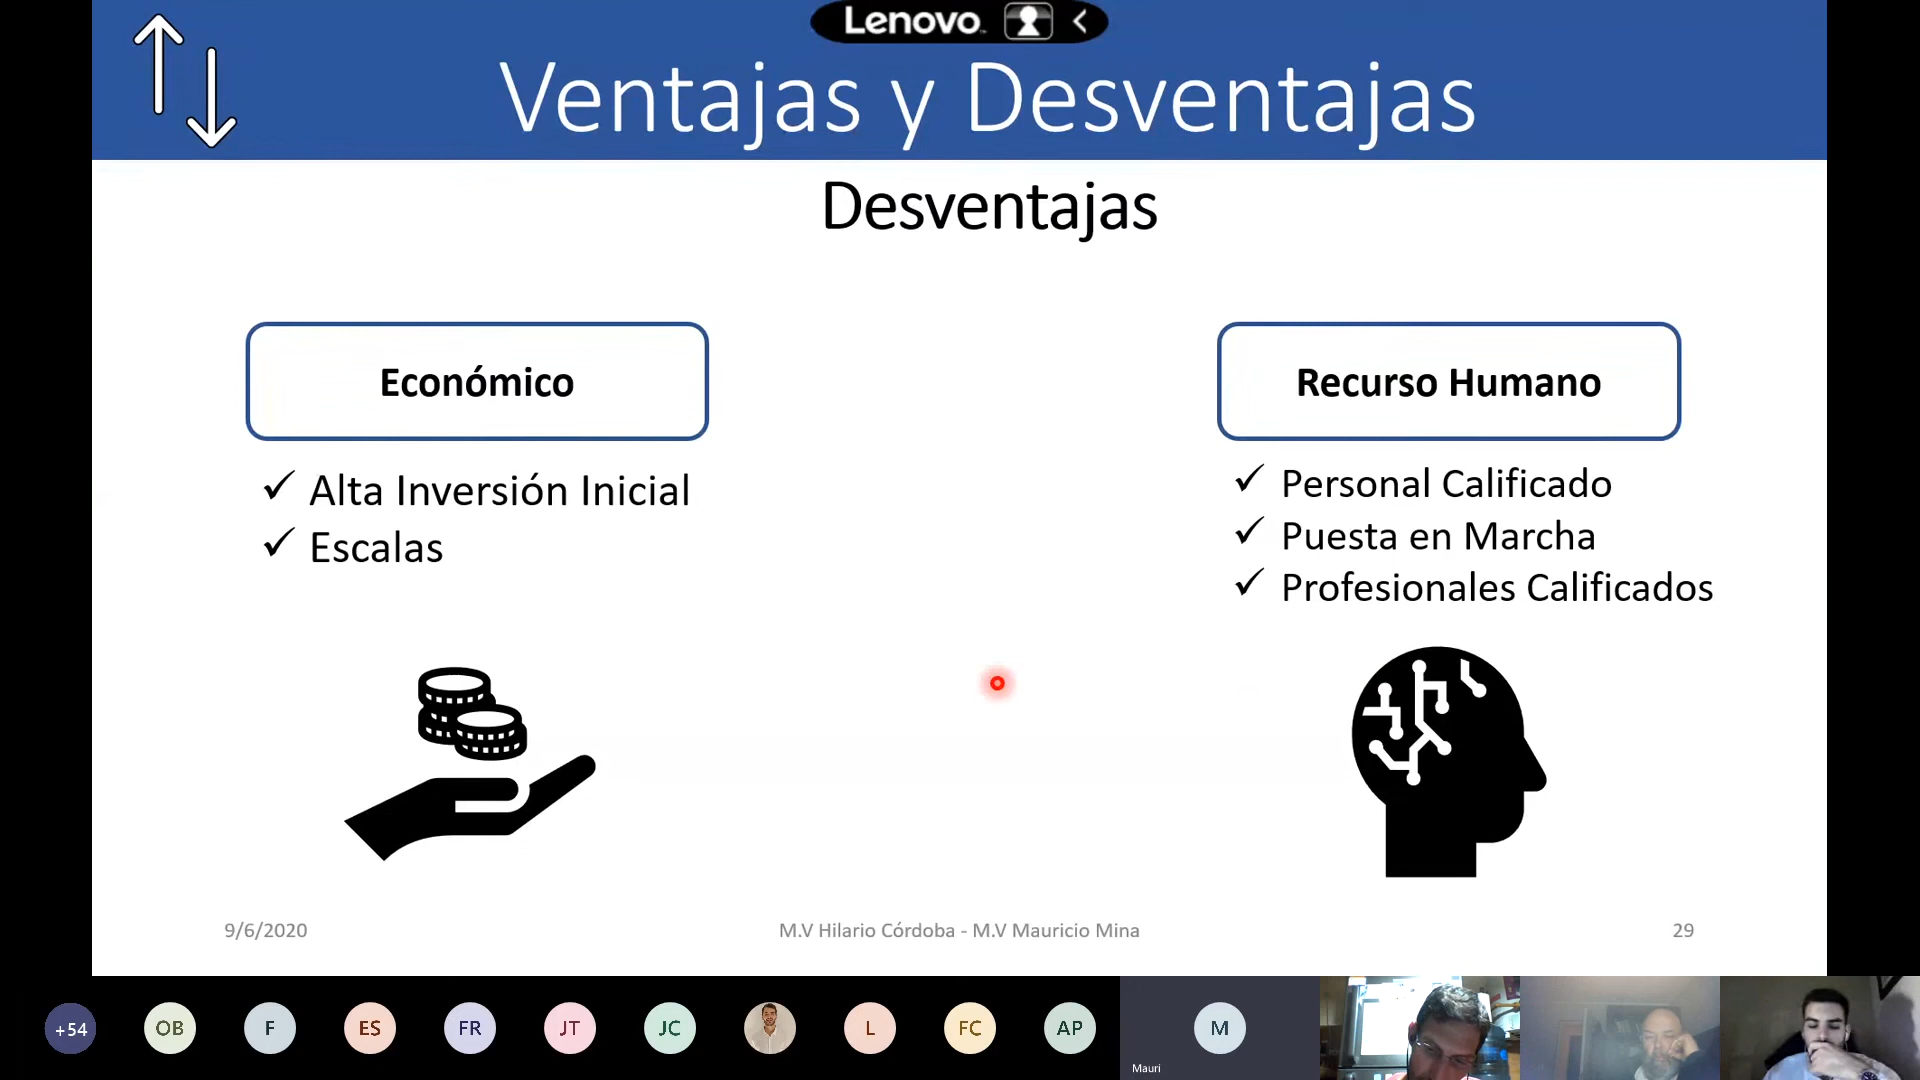 Lenovo
Ventajas y Desventajas
Desventajas
Económico
Alta Inversión Inicial
Escalas
Recurso Humano
Personal Calificado
Puesta en Marcha
Profesionales Calificados
9/6/2020
M.V Hilario Córdoba - M.V Mauricio Mina
29
+54
OB
F
ES
FR
JT
JC
L
FC
AP
M
Mauri